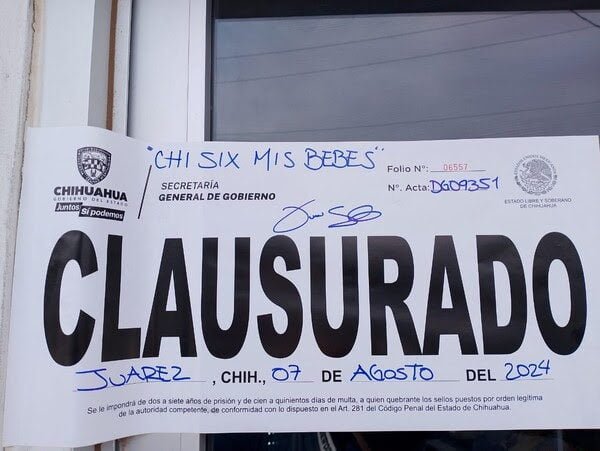 "CHI SIX MIS BEBES"
CHIHUAHUA
GOBIERNO DEL ESTADO
Juntos Sí podemos
SECRETARÍA
GENERAL DE GOBIERNO
Folio N°: 06557
N°. Acta: DGO9351
ESTADO LIBRE Y SOBERANO
DE CHIHUAHUA
CLAUSURADO
JUAREZ, CHIH., 07 DE AGOSTO DEL 2024
Se le impondrá de dos a siete años de prisión y de cien a quinientos días de multa, a quien quebrante los sellos puestos por orden legítima
de la autoridad competente, de conformidad con lo dispuesto en el Art. 281 del Código Penal del Estado de Chihuahua.